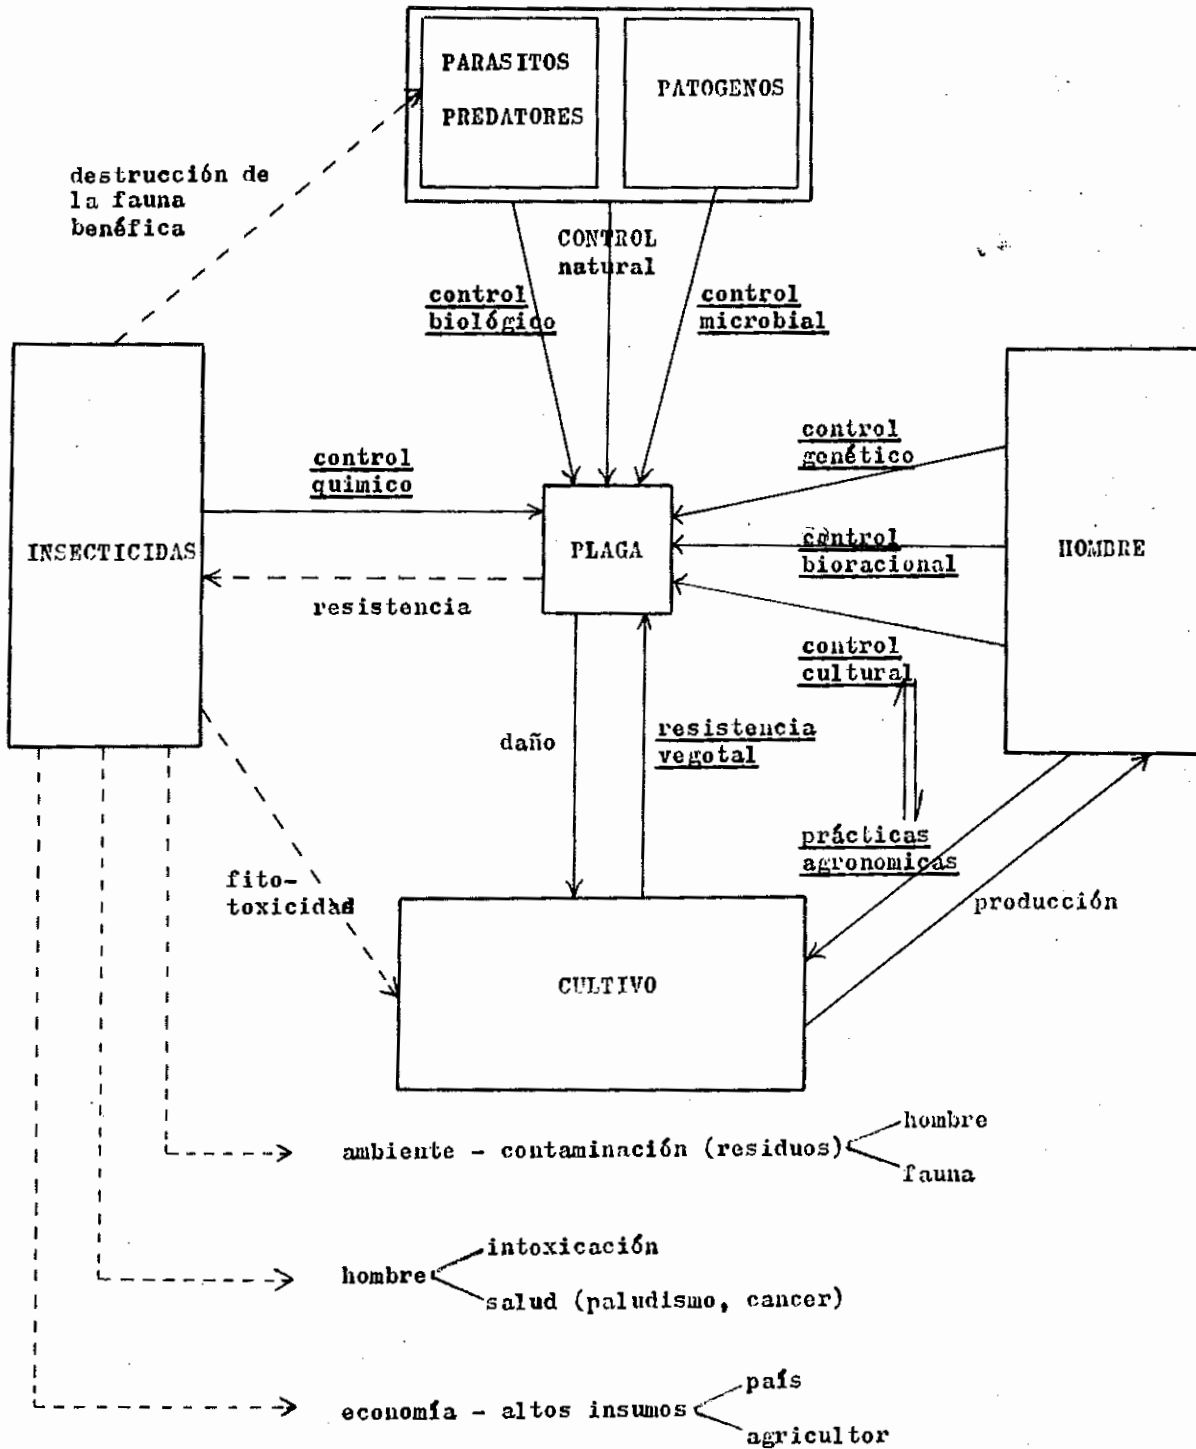 PARASITOS
PREDATORES
PATOGENOS
destrucción de
la fauna
benéfica
CONTROL
natural
control
biológico
control
microbial
control
quimico
INSECTICIDAS
resistencia
PLAGA
control
genético
control
bioracional
control
cultural
HOMBRE
daño
resistencia
vegotal
prácticas
agronomicas
producción
fito-
toxicidad
CULTIVO
ambiente - contaminación (residuos)
hombre
fauna
hombre
intoxicación
salud (paludismo, cancer)
economía - altos insumos
país
agricultor